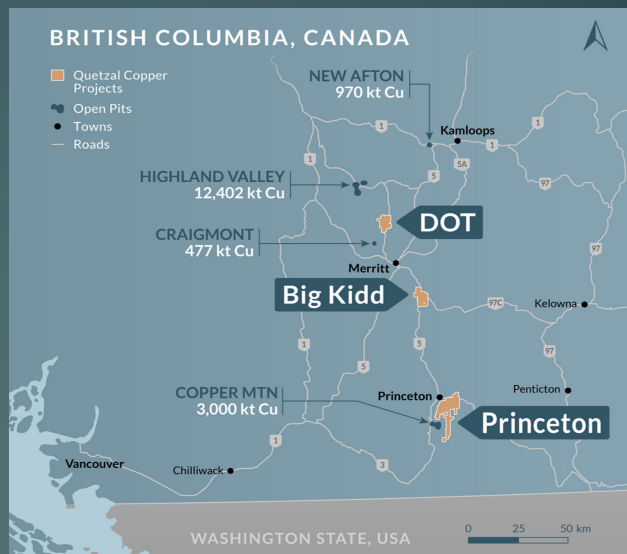 BRITISH COLUMBIA, CANADA
Quetzal Copper
Projects
Open Pits
Towns
Roads
NEW AFTON
970 kt Cu
Kamloops
1
1
1
1
5
5A
97
HIGHLAND VALLEY
12,402 kt Cu
DOT
CRAIGMONT
477 kt Cu
Merritt
Big Kidd
97C
Kelowna
1
5
5
97
COPPER MTN
3,000 kt Cu
Princeton
Penticton
Princeton
Vancouver
Chilliwack
1
3
WASHINGTON STATE, USA
0 25 50 km